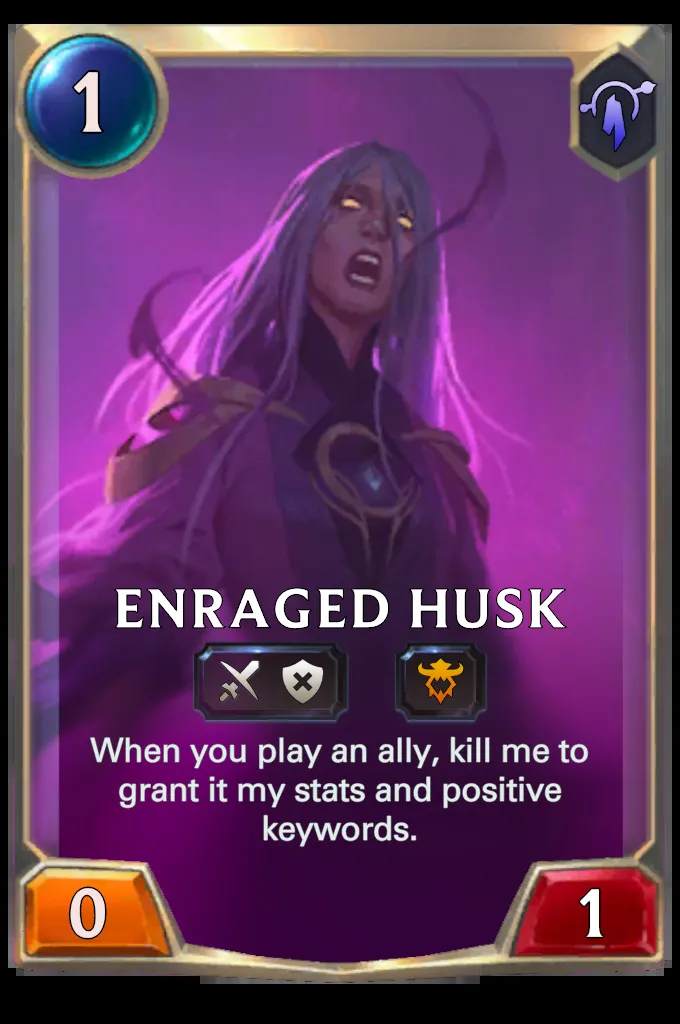 1
ENRAGED HUSK
When you play an ally, kill me to
grant it my stats and positive
keywords.
0
1